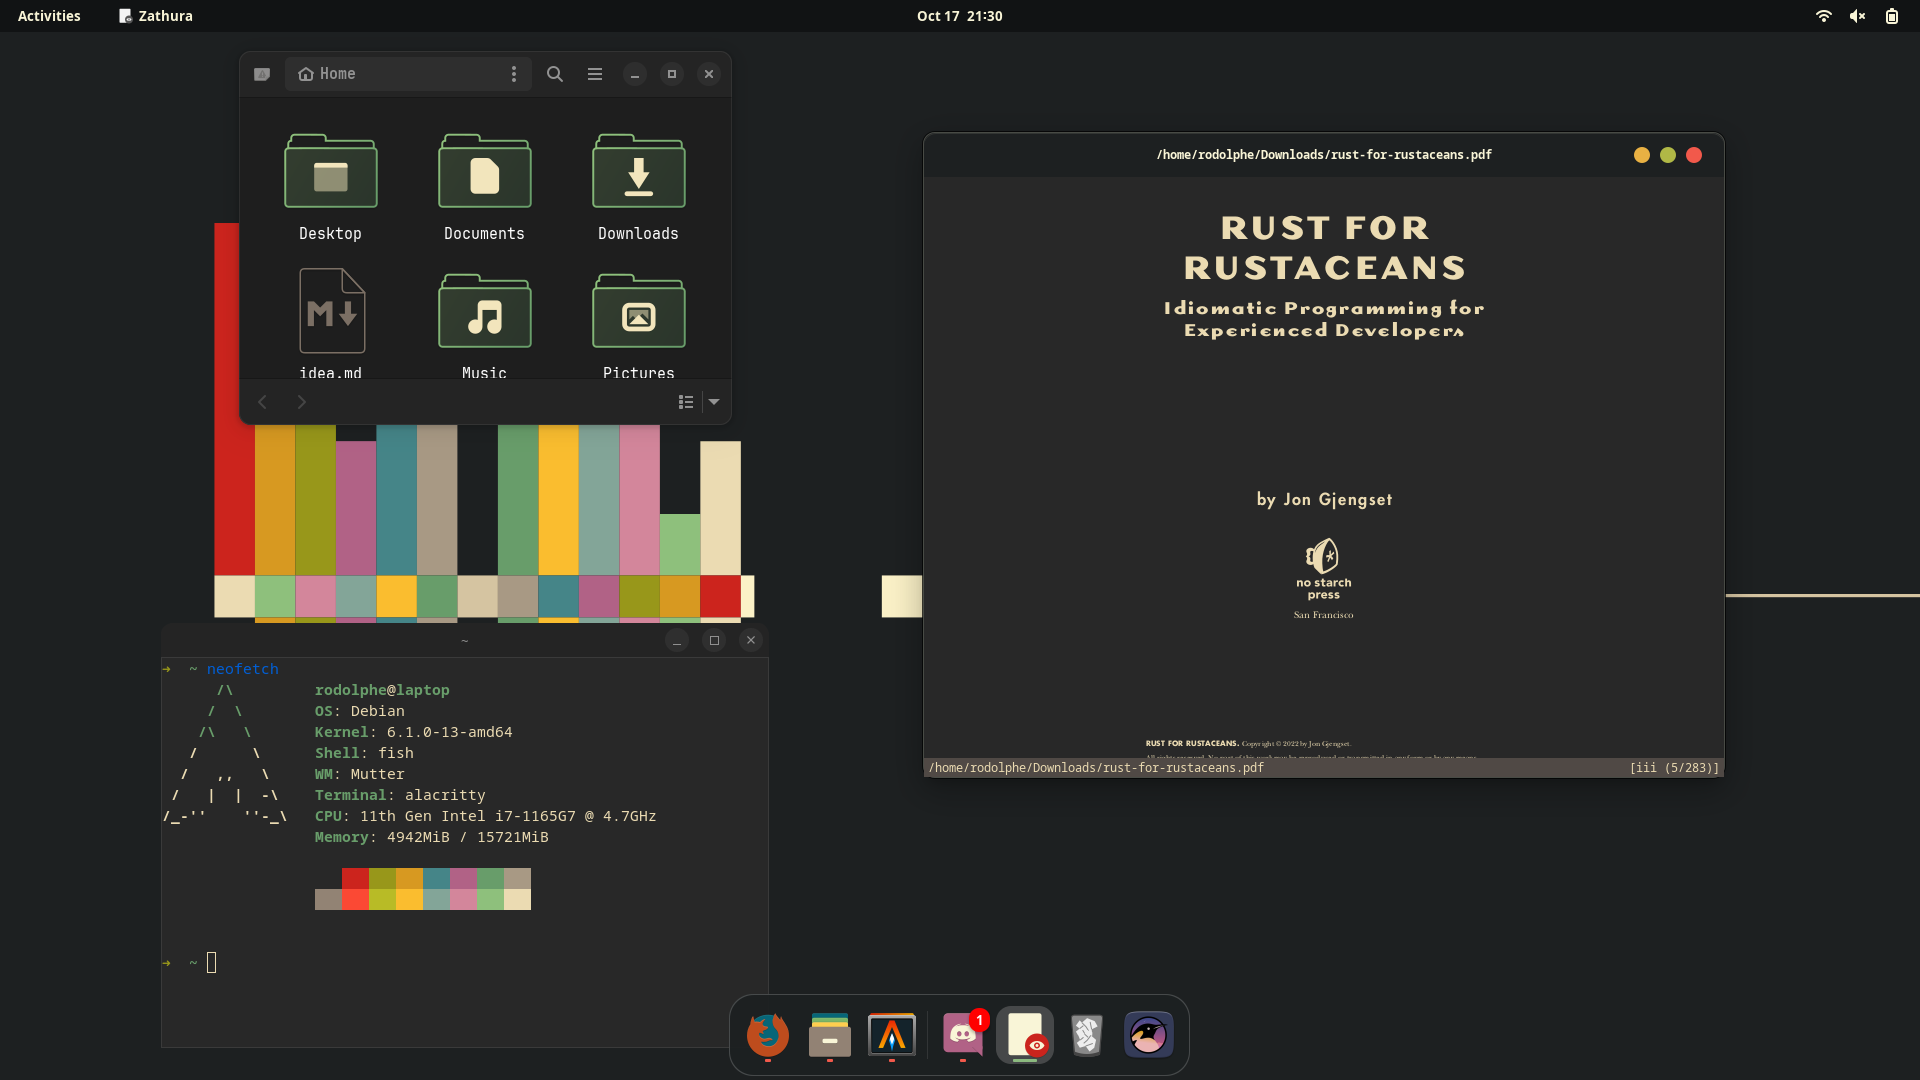 Activities
Zathura
Oct 17 21:30
Home
Desktop
Documents
Downloads
M
idea.md
Music
Pictures
/home/rodolphe/Downloads/rust-for-rustaceans.pdf
RUST FOR
RUSTACEANS
Idiomatic Programming for
Experienced Developers
by Jon Gjengset
no starch
press
San Francisco
RUST FOR RUSTACEANS. Copyright © 2022 by Jon Gjengset.
/home/rodolphe/Downloads/rust-for-rustaceans.pdf
[iii (5/283)]
~
➜ ~ neofetch
/\ rodolphe@laptop
/ \ OS: Debian
/\ \ Kernel: 6.1.0-13-amd64
/ \ Shell: fish
/ ,, \ WM: Mutter
/ | | -\ Terminal: alacritty
/_-'' ''-_\ CPU: 11th Gen Intel i7-1165G7 @ 4.7GHz
Memory: 4942MiB / 15721MiB
➜ ~
1